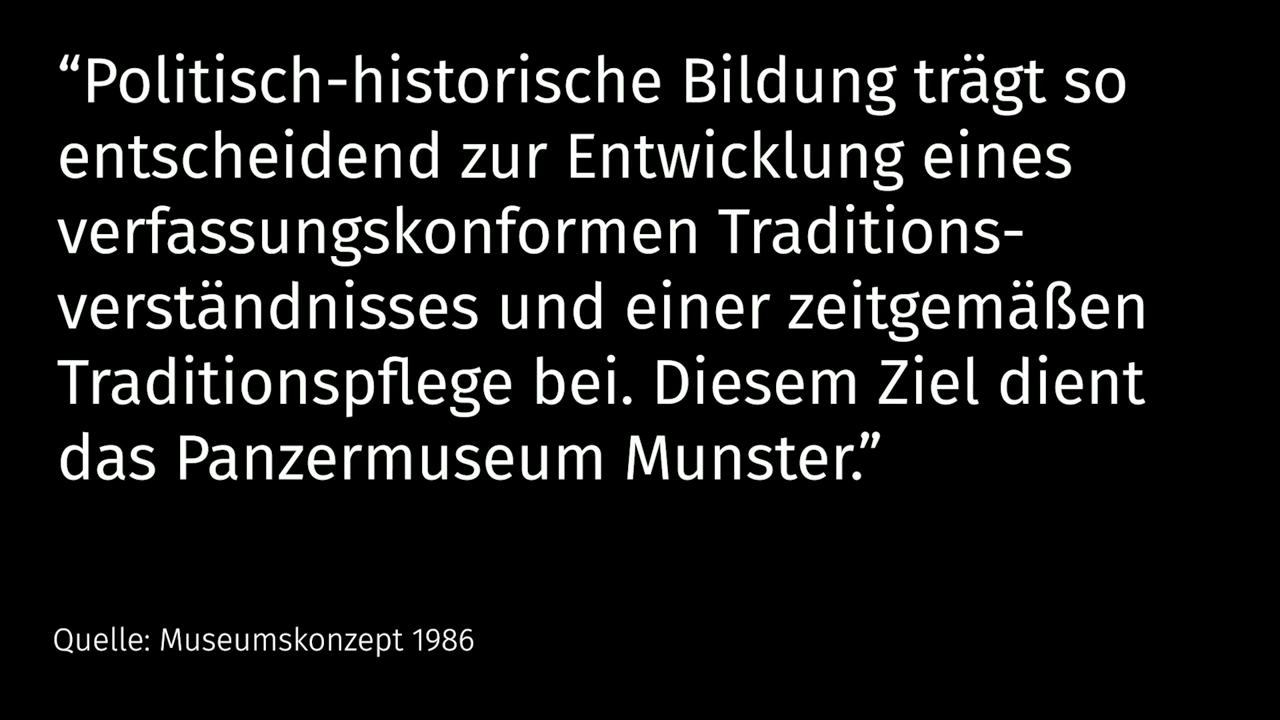 “Politisch-historische Bildung trägt so
entscheidend zur Entwicklung eines
verfassungskonformen Traditions-
verständnisses und einer zeitgemäßen
Traditionspflege bei. Diesem Ziel dient
das Panzermuseum Munster.”
Quelle: Museumskonzept 1986